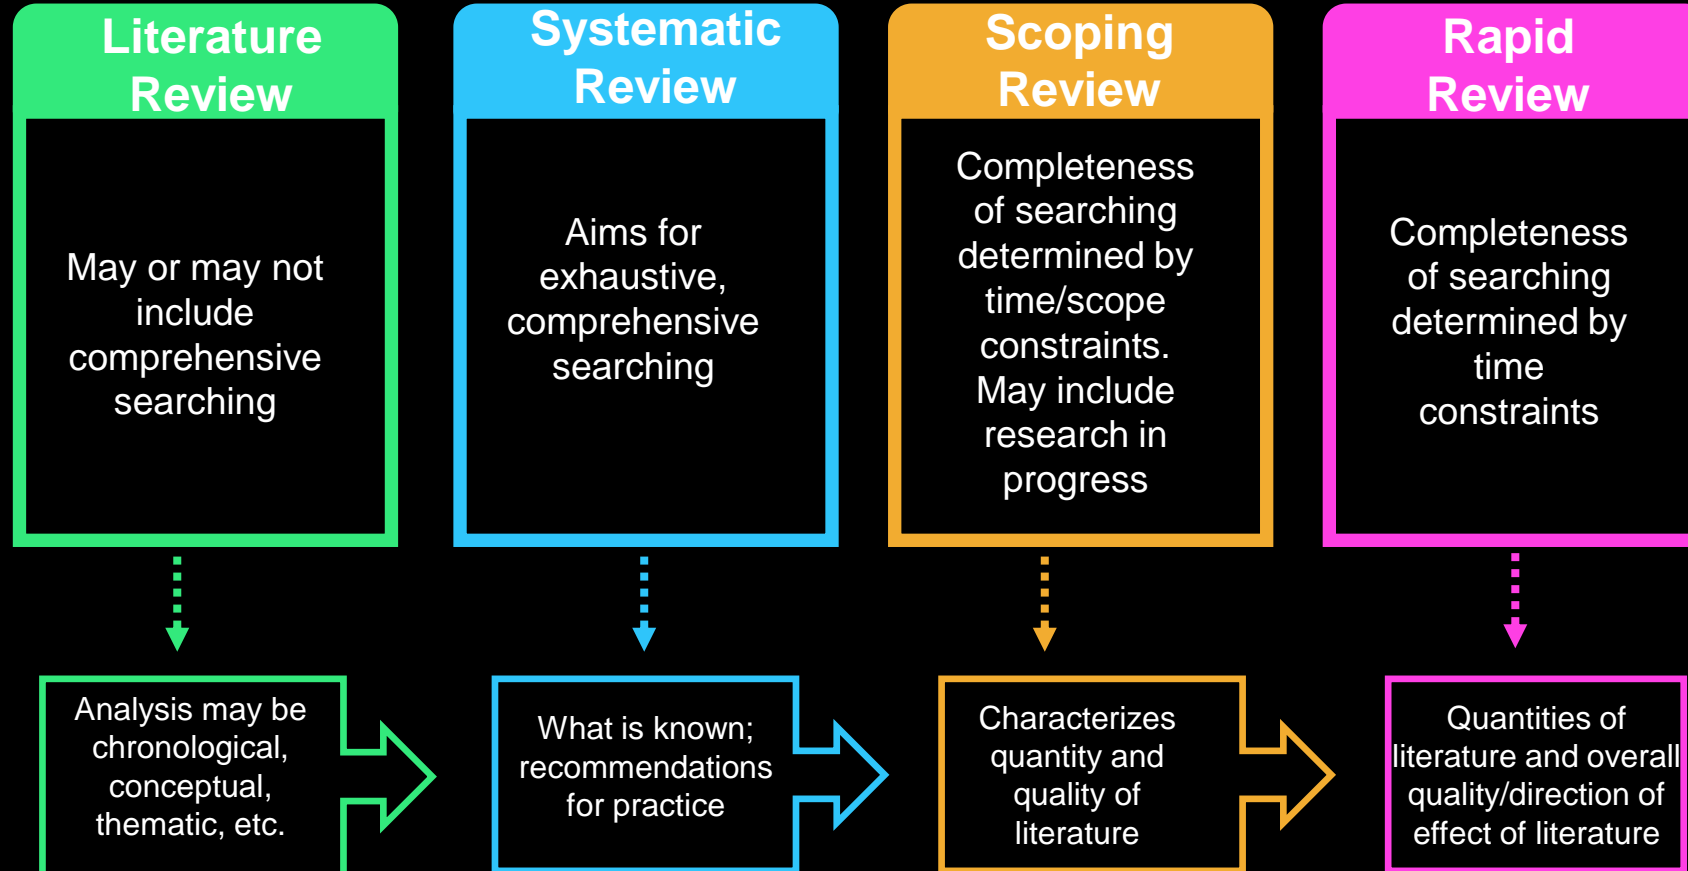 Literature
Review
May or may not
include
comprehensive
searching
Analysis may be
chronological,
conceptual,
thematic, etc.
Systematic
Review
Aims for
exhaustive,
comprehensive
searching
What is known;
recommendations
for practice
Scoping
Review
Completeness
of searching
determined by
time/scope
constraints.
May include
research in
progress
Characterizes
quantity and
quality of
literature
Rapid
Review
Completeness
of searching
determined by
time
constraints
Quantities of
literature and overall
quality/direction of
effect of literature